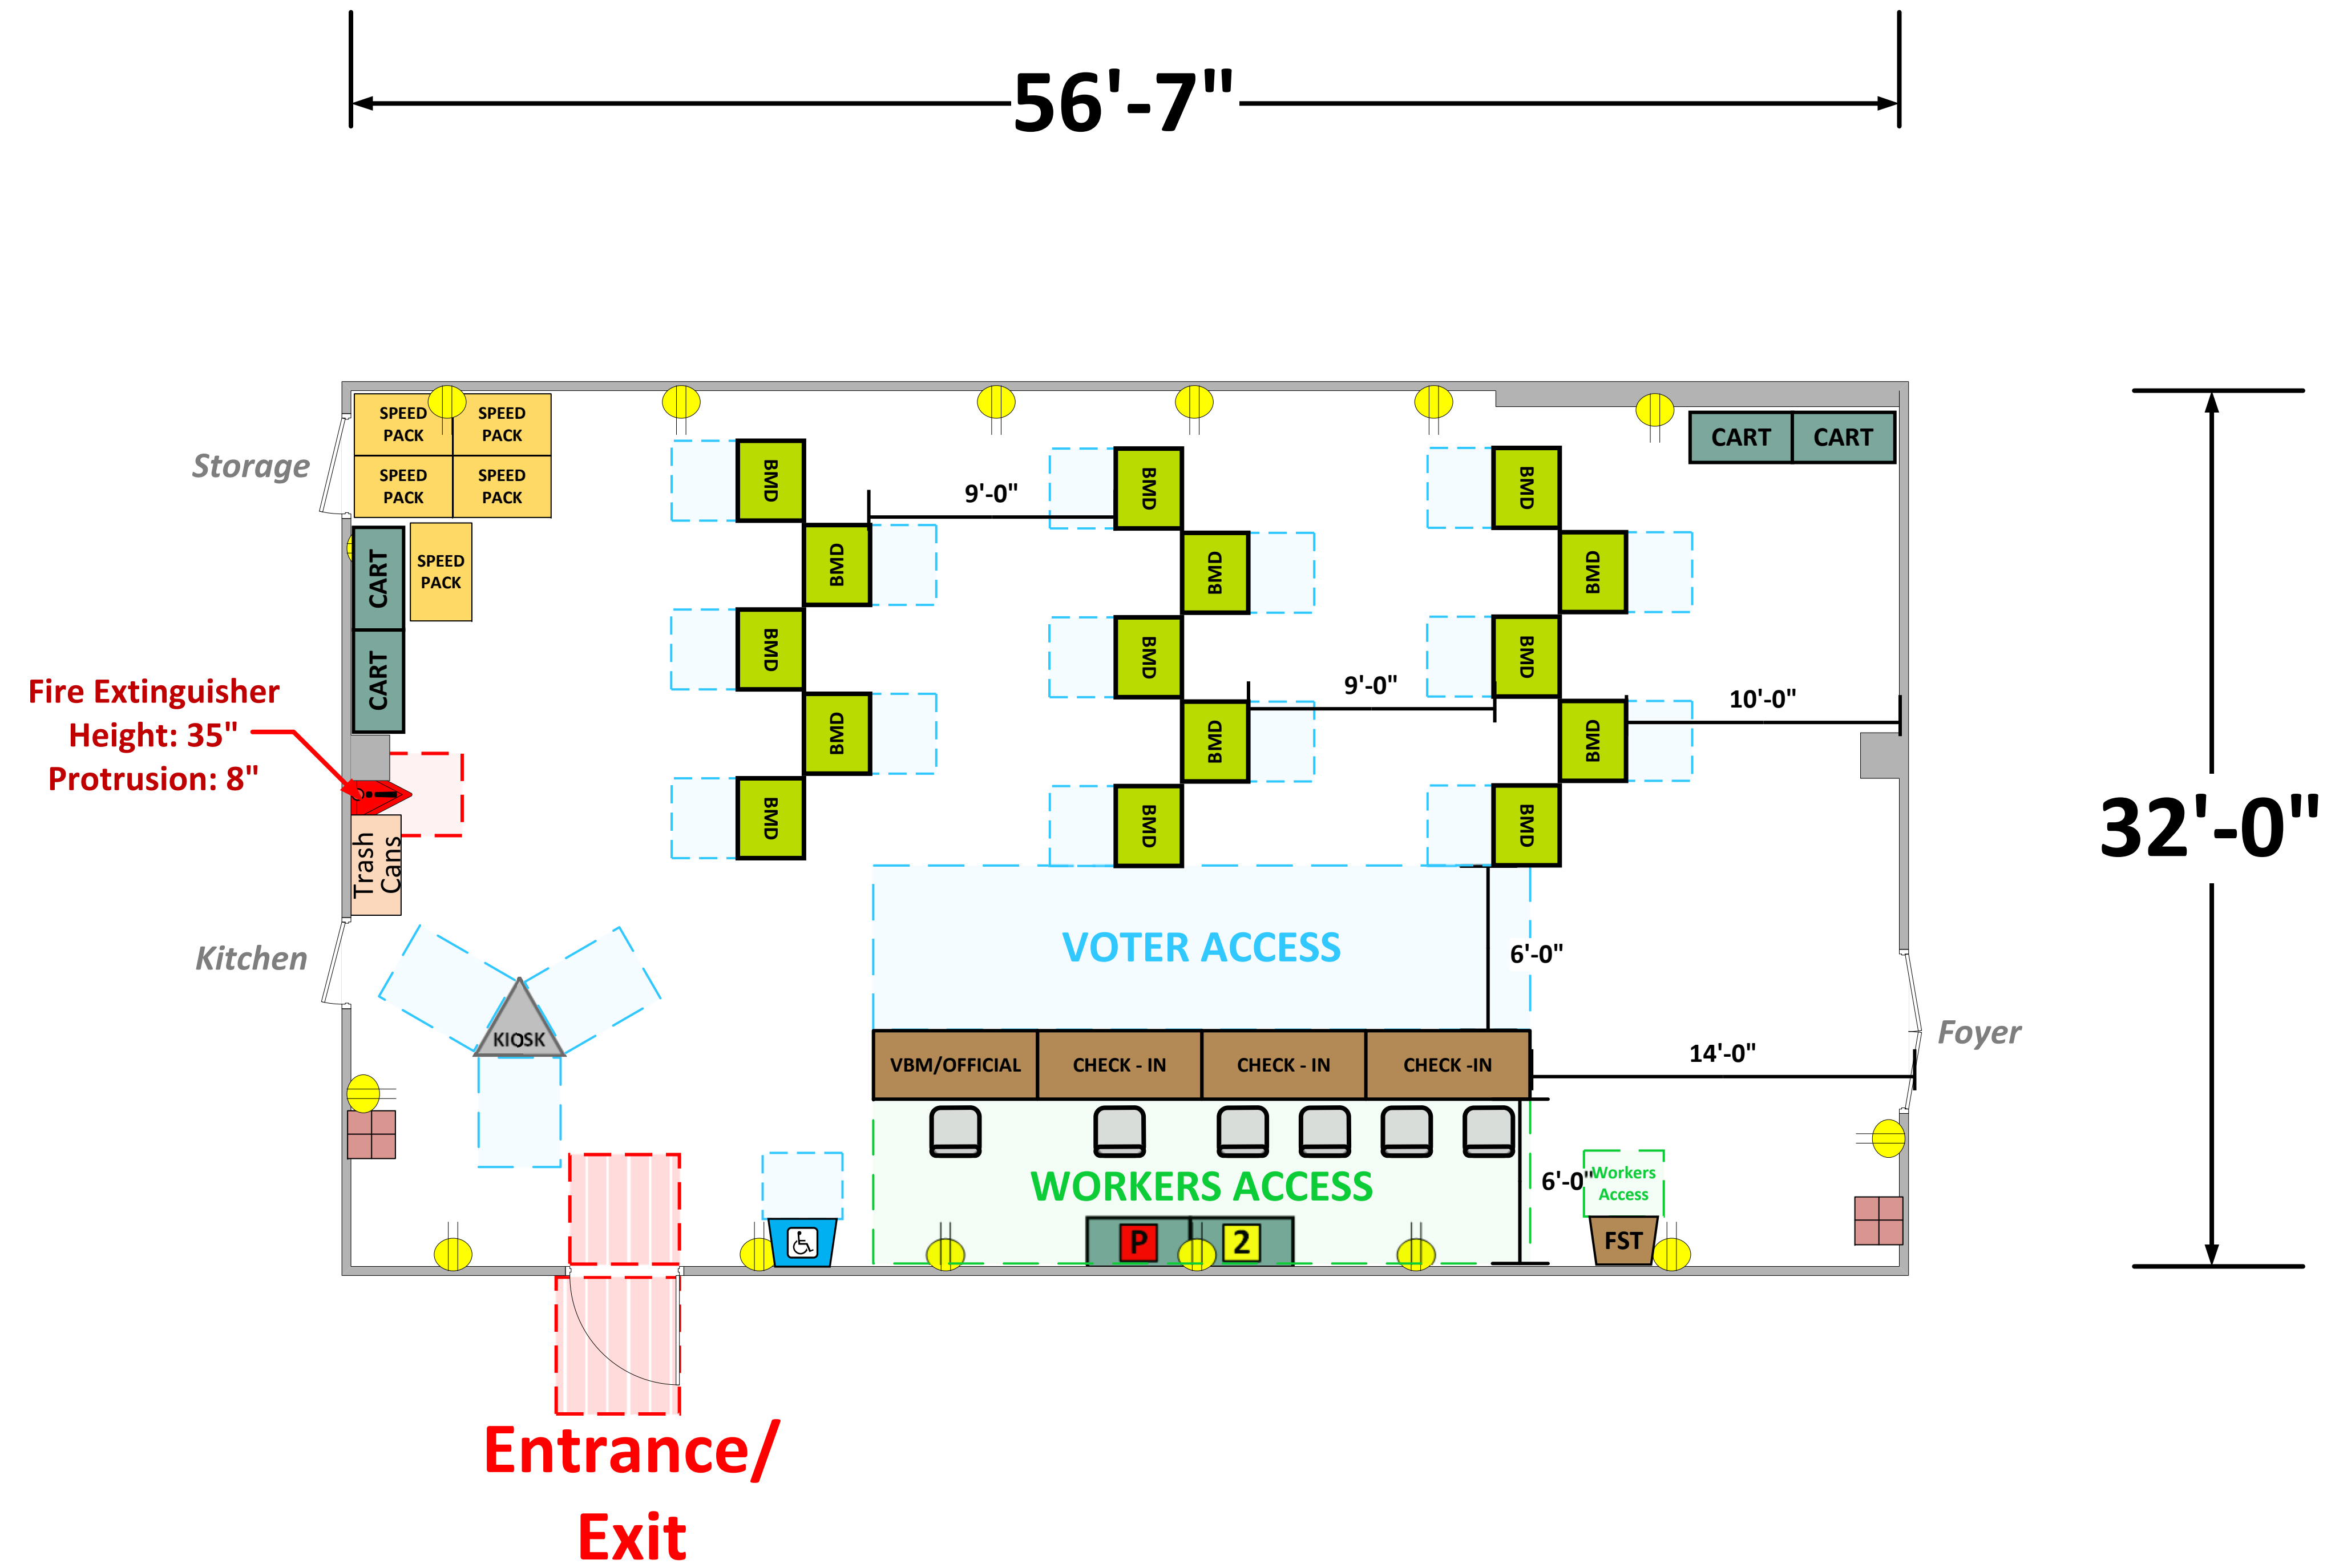 56'-7"
SPEED
PACK
SPEED
PACK
SPEED
PACK
SPEED
PACK
CART
CART
Storage
BMD
BMD
BMD
9'-0"
CART
SPEED
PACK
BMD
BMD
BMD
BMD
BMD
BMD
CART
Fire Extinguisher
Height: 35"
Protrusion: 8"
9'-0"
10'-0"
BMD
BMD
BMD
32'-0"
BMD
BMD
BMD
Trash
Cans
VOTER ACCESS
6'-0"
Kitchen
KIOSK
Foyer
VBM/OFFICIAL
CHECK - IN
CHECK - IN
CHECK -IN
14'-0"
WORKERS ACCESS
6'-0"
Workers
Access
P
2
FST
Entrance/
Exit